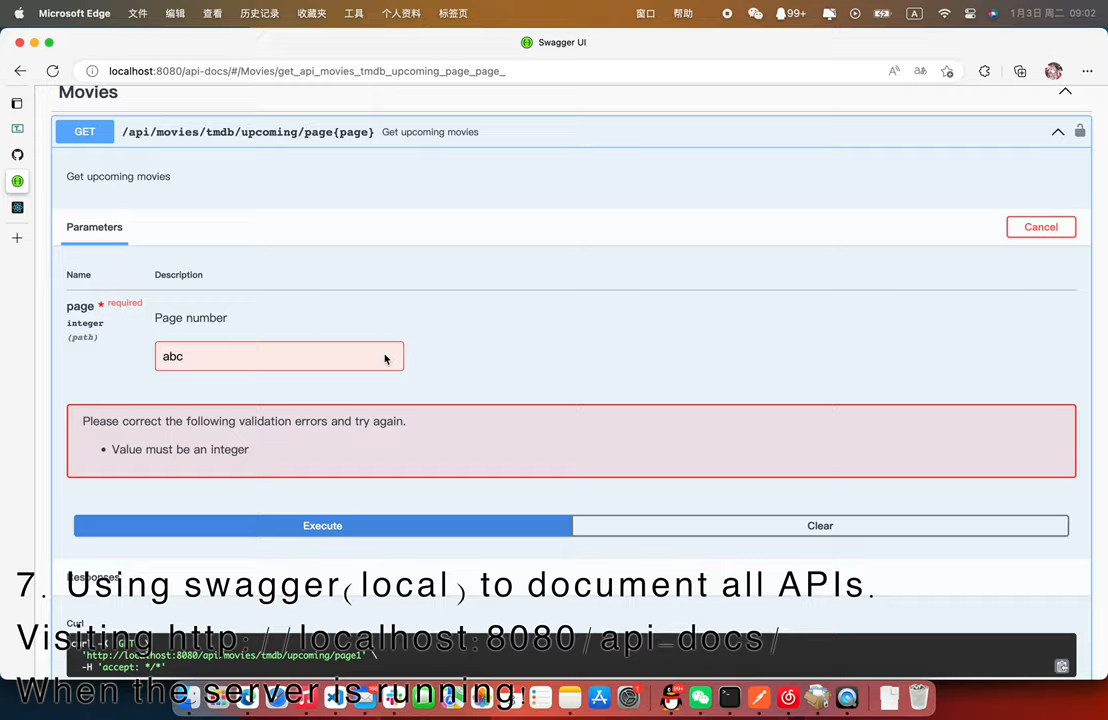 Microsoft Edge 文件 编辑 查看 历史记录 收藏夹 工具 个人资料 标签页 窗口 帮助 99+ A 1月3日 周二 09:02
Swagger UI
localhost:8080/api-docs/#/Movies/get_api_movies_tmdb_upcoming_page_page_
Movies
GET /api/movies/tmdb/upcoming/page{page} Get upcoming movies
Get upcoming movies
Parameters Cancel
Name Description
page * required
Page number
integer
(path)
abc
Please correct the following validation errors and try again.
• Value must be an integer
Execute Clear
Responses
7. Using swagger(local) to document all APIs.
Curl
Visiting http://localhost:8080/api-docs/
curl -X 'GET' \
'http://localhost:8080/api/movies/tmdb/upcoming/page1' \
-H 'accept: */*'
When the server is running!